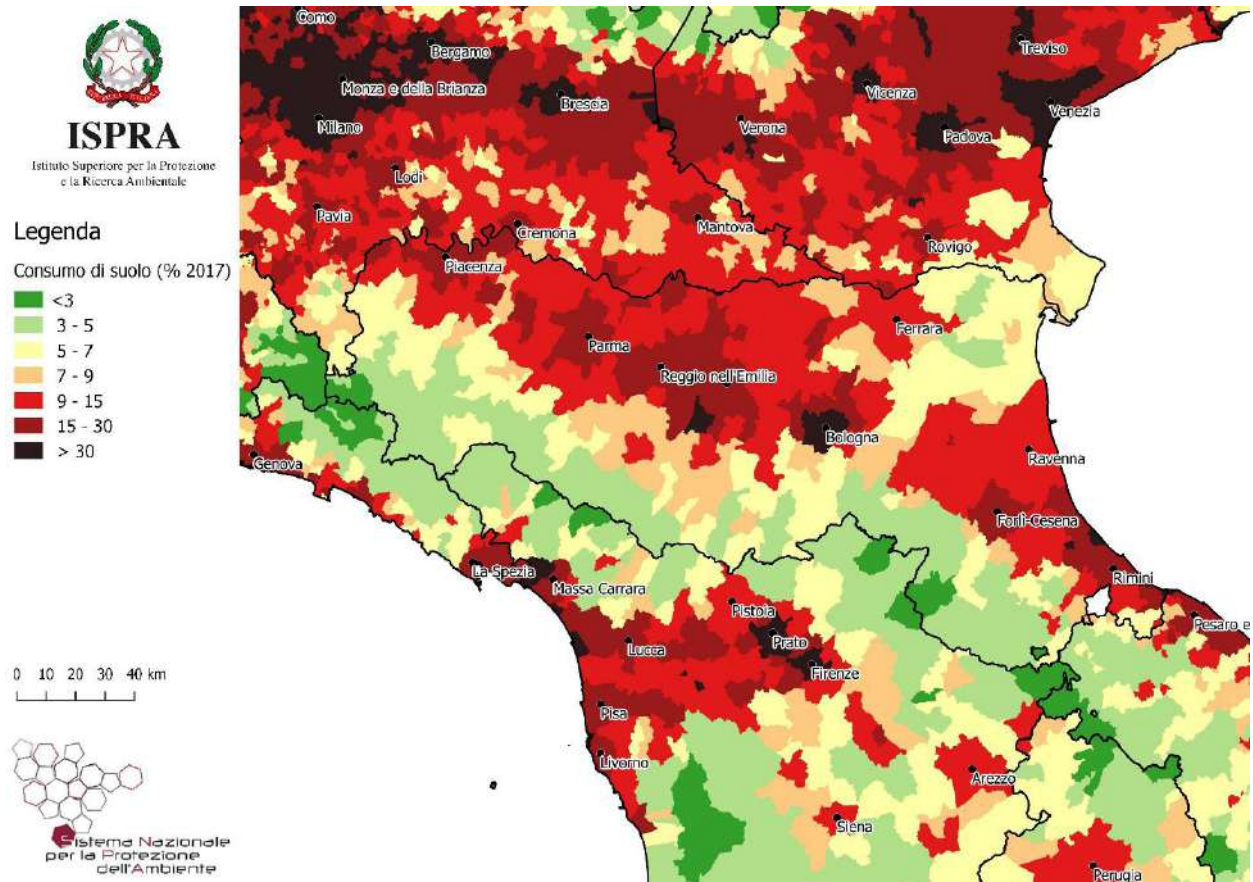 REPVBBLICA ITALIANA
ISPRA
Istituto Superiore per la Protezione
e la Ricerca Ambientale
Legenda
Consumo di suolo (% 2017)
<3
3 - 5
5 - 7
7 - 9
9 - 15
15 - 30
> 30
0 10 20 30 40 km
Sistema Nazionale
per la Protezione
dell'Ambiente
Como
Bergamo
Treviso
Monza e della Brianza
Brescia
Vicenza
Venezia
Milano
Verona
Padova
Lodi
Pavia
Cremona
Mantova
Rovigo
Piacenza
Ferrara
Parma
Reggio nell'Emilia
Bologna
Genova
Ravenna
Forlì-Cesena
La Spezia
Massa Carrara
Rimini
Pistoia
Pesaro e
Prato
Lucca
Firenze
Pisa
Livorno
Arezzo
Siena
Perugia